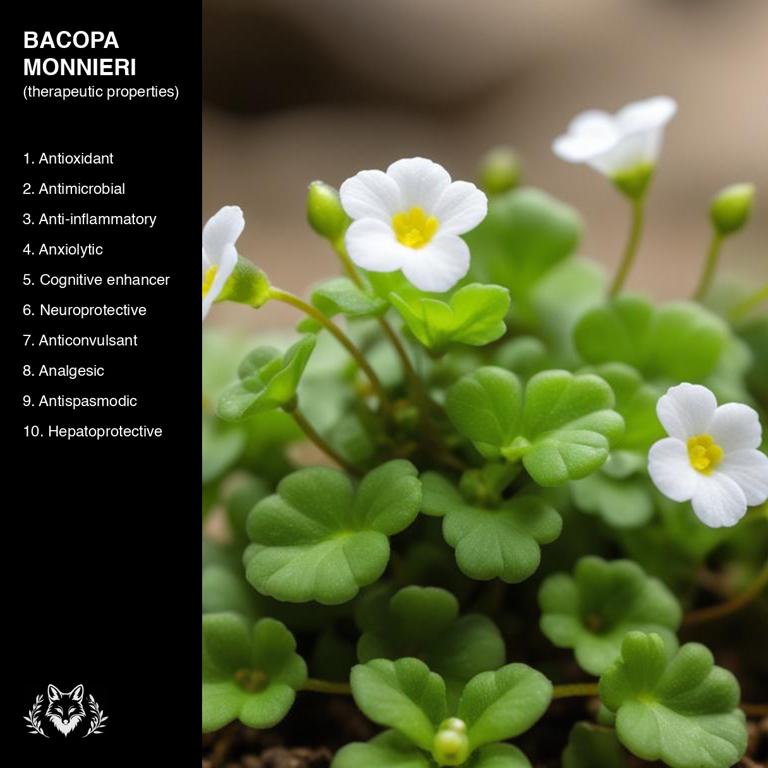 BACOPA
MONNIERI
(therapeutic properties)
1. Antioxidant
2. Antimicrobial
3. Anti-inflammatory
4. Anxiolytic
5. Cognitive enhancer
6. Neuroprotective
7. Anticonvulsant
8. Analgesic
9. Antispasmodic
10. Hepatoprotective